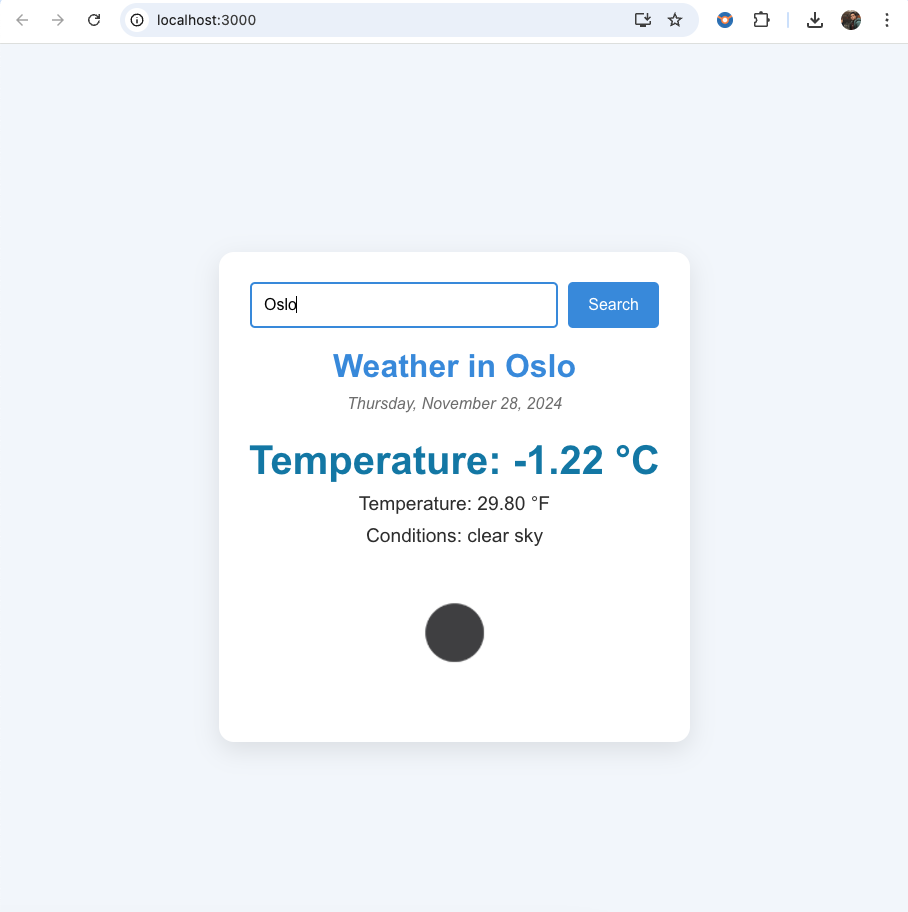 localhost:3000
Oslo
Search
Weather in Oslo
Thursday, November 28, 2024
Temperature: -1.22 °C
Temperature: 29.80 °F
Conditions: clear sky